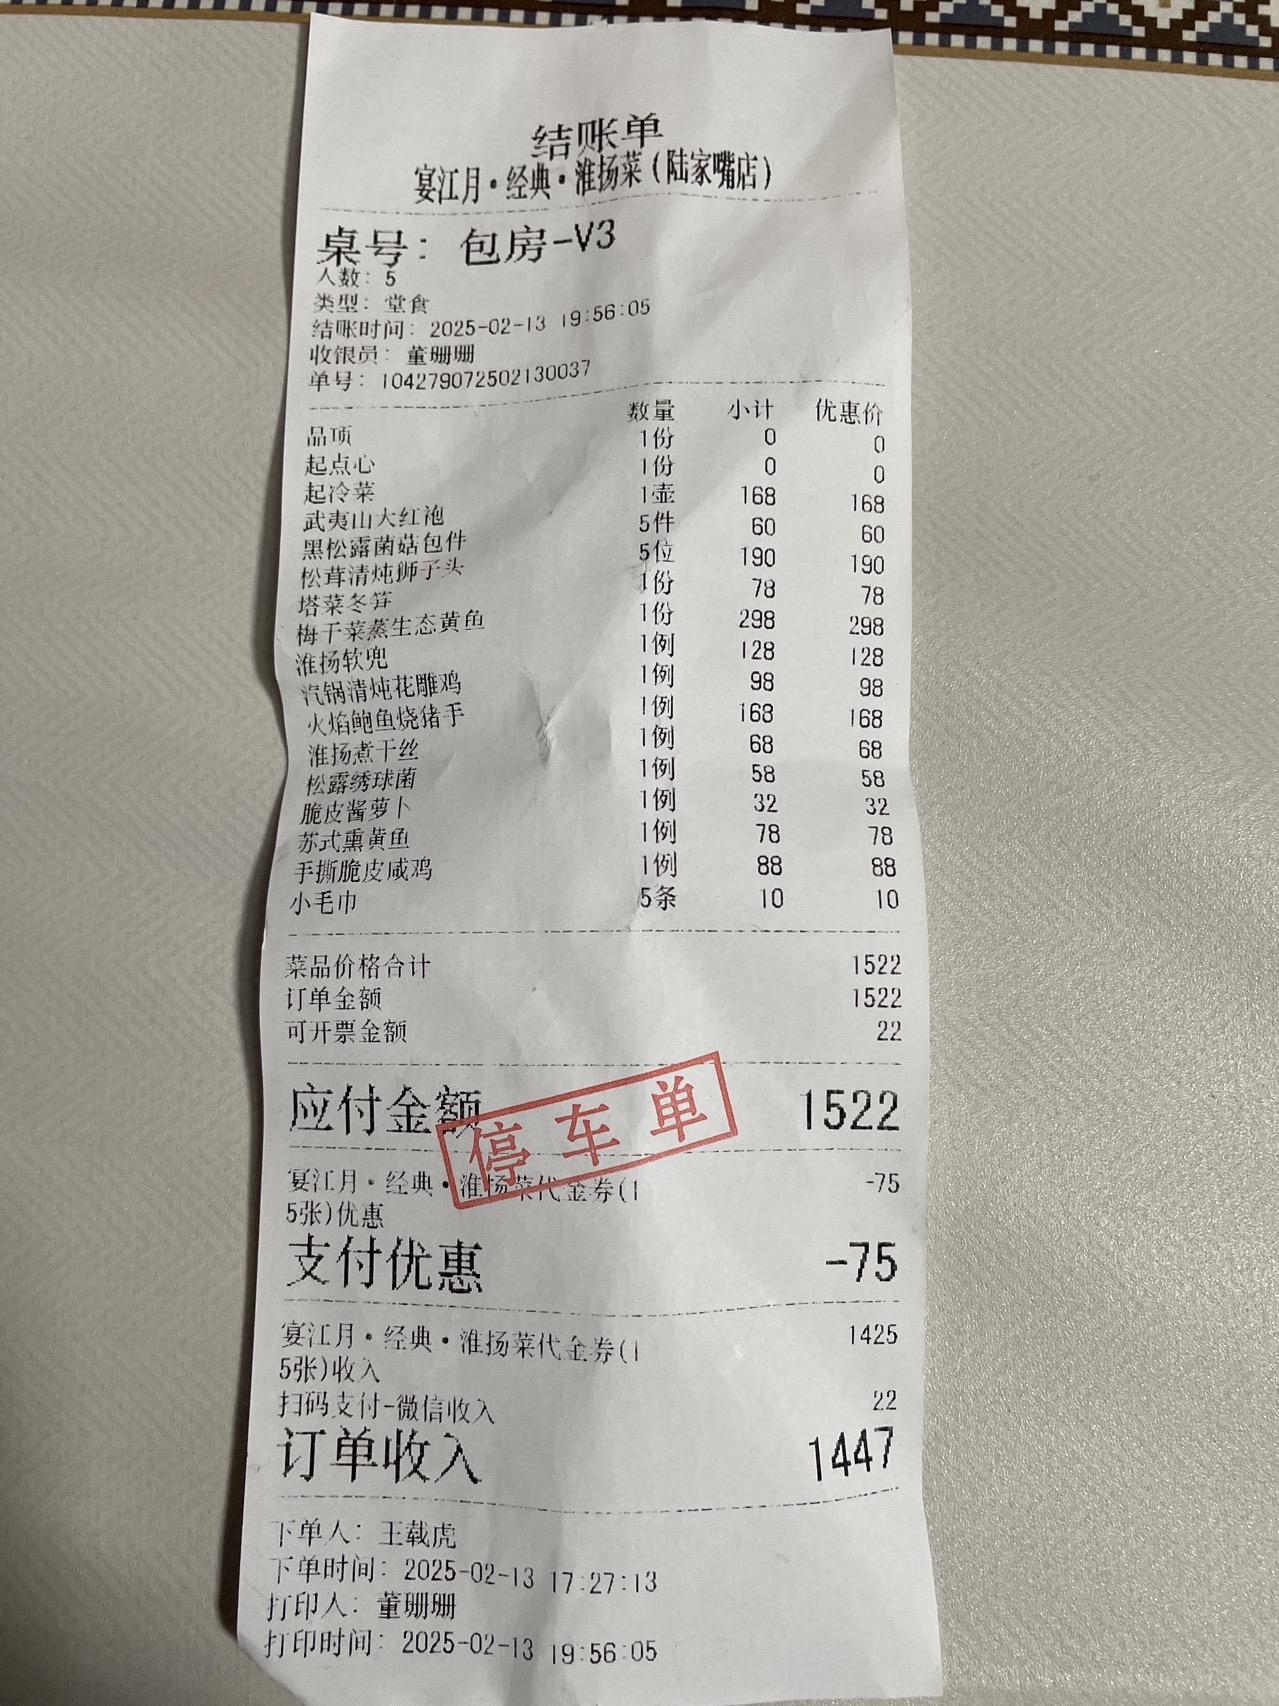 结账单
宴江月·经典·淮扬菜(陆家嘴店)
桌号: 包房-V3
人数: 5
类型: 堂食
结账时间: 2025-02-13 19:56:05
收银员: 董珊珊
单号: 104279072502130037
品项 数量 小计 优惠价
起点心 1份 0 0
起冷菜 1份 0 0
武夷山大红袍 1壶 168 168
黑松露菌菇包件 5件 60 60
松茸清炖狮子头 5位 190 190
塔菜冬笋 1份 78 78
梅干菜蒸生态黄鱼 1份 298 298
淮扬软兜 1例 128 128
汽锅清炖花雕鸡 1例 98 98
火焰鲍鱼烧猪手 1例 168 168
淮扬煮干丝 1例 68 68
松露绣球菌 1例 58 58
脆皮酱萝卜 1例 32 32
苏式熏黄鱼 1例 78 78
手撕脆皮咸鸡 1例 88 88
小毛巾 5条 10 10
菜品价格合计 1522
订单金额 1522
可开票金额 22
应付金额 1522
停车单
宴江月·经典·淮扬菜代金券(1 -75
5张)优惠
支付优惠 -75
宴江月·经典·淮扬菜代金券(1 1425
5张)收入
扫码支付-微信收入 22
订单收入 1447
下单人: 王载虎
下单时间: 2025-02-13 17:27:13
打印人: 董珊珊
打印时间: 2025-02-13 19:56:05